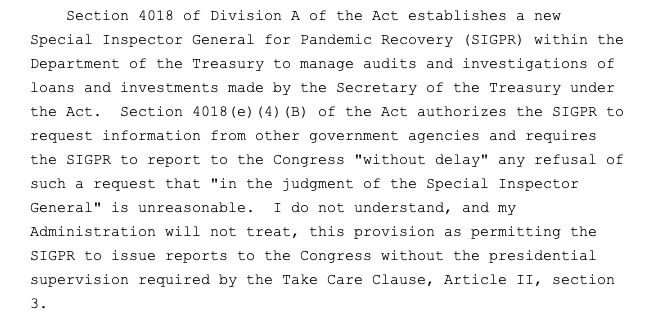 Section 4018 of Division A of the Act establishes a new
Special Inspector General for Pandemic Recovery (SIGPR) within the
Department of the Treasury to manage audits and investigations of
loans and investments made by the Secretary of the Treasury under
the Act.  Section 4018(e)(4)(B) of the Act authorizes the SIGPR to
request information from other government agencies and requires
the SIGPR to report to the Congress "without delay" any refusal of
such a request that "in the judgment of the Special Inspector
General" is unreasonable.  I do not understand, and my
Administration will not treat, this provision as permitting the
SIGPR to issue reports to the Congress without the presidential
supervision required by the Take Care Clause, Article II, section
3.